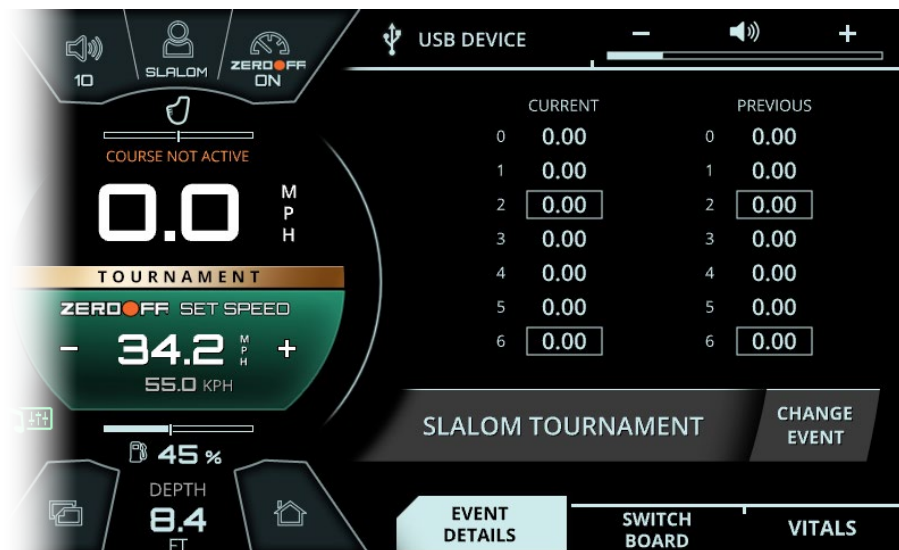 10
SLALOM
ZEROOFF
ON
USB DEVICE
−
+
COURSE NOT ACTIVE
0.0
MPH
TOURNAMENT
ZEROOFF SET SPEED
− 34.2 MPH +
55.0 KPH
45 %
DEPTH
8.4
FT
CURRENT PREVIOUS
0 0.00 0 0.00
1 0.00 1 0.00
2 0.00 2 0.00
3 0.00 3 0.00
4 0.00 4 0.00
5 0.00 5 0.00
6 0.00 6 0.00
SLALOM TOURNAMENT
CHANGE
EVENT
EVENT
DETAILS
SWITCH
BOARD
VITALS